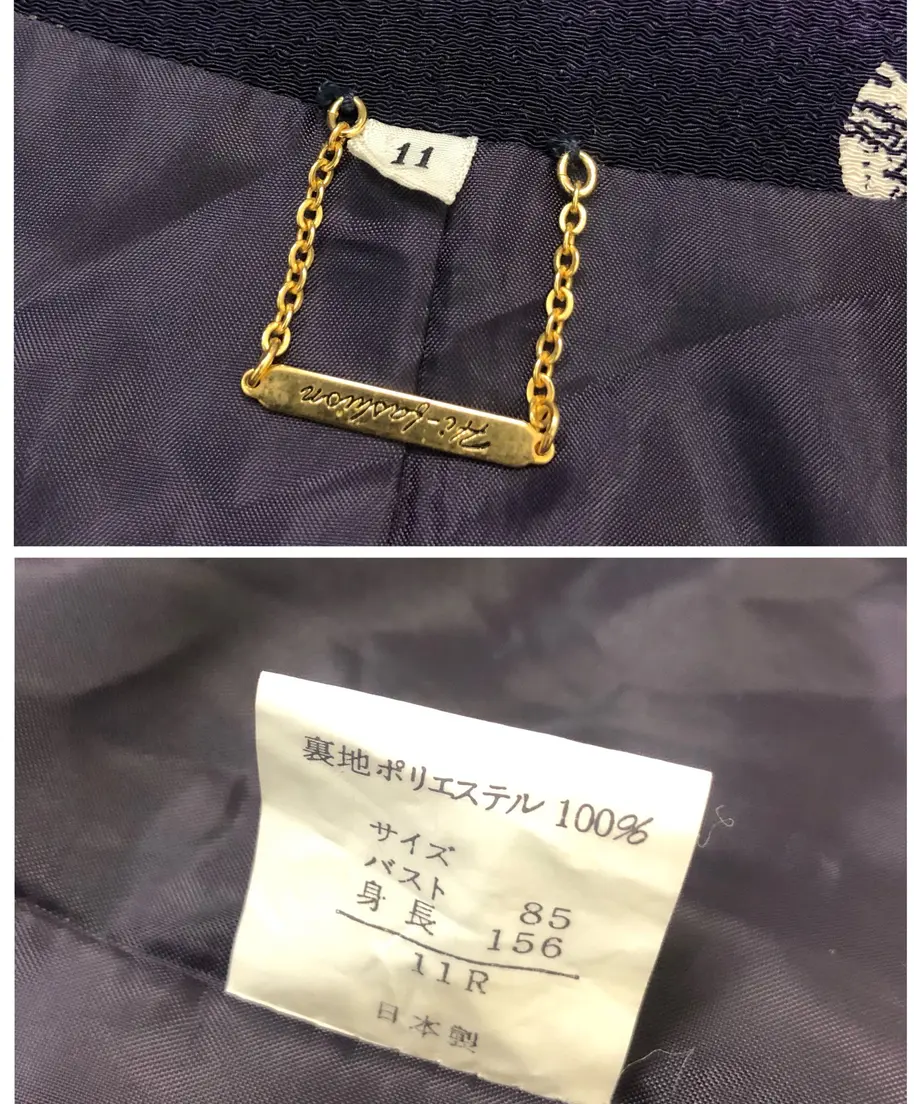 11
Hi-fashion
裏地ポリエステル 100%
サイズ
バスト 85
身長 156
11R
日本製